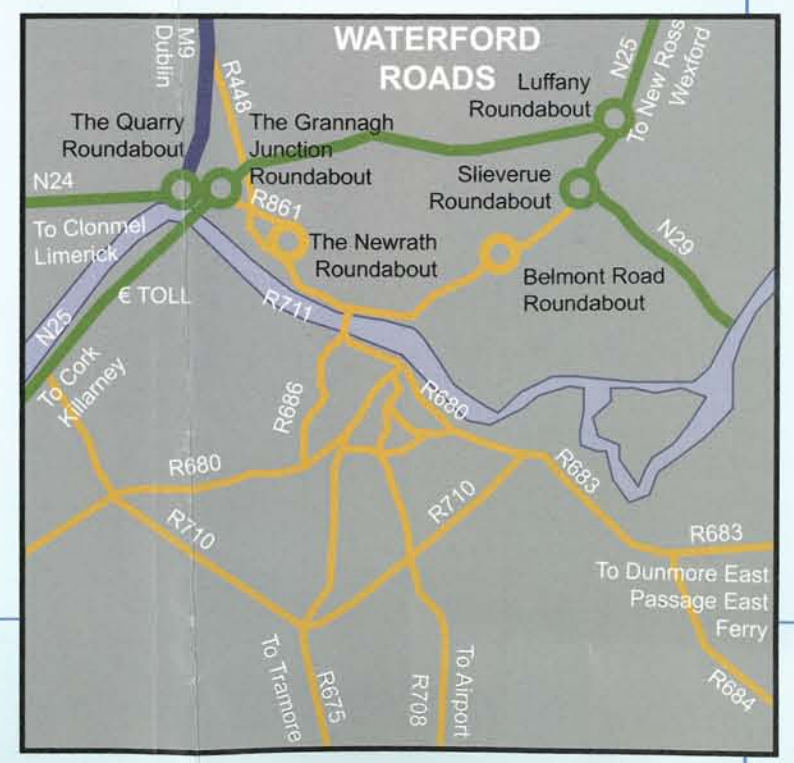 WATERFORD
ROADS
M9
Dublin
R448
N25
To New Ross
Wexford
Luffany
Roundabout
The Quarry
Roundabout
The Grannagh
Junction
Roundabout
N24
To Clonmel
Limerick
R861
Slieverue
Roundabout
The Newrath
Roundabout
N29
Belmont Road
Roundabout
€ TOLL
R711
N25
To Cork
Killarney
R686
R680
R680
R683
R710
R710
R683
To Dunmore East
Passage East
Ferry
R684
To Tramore
R675
R708
To Airport